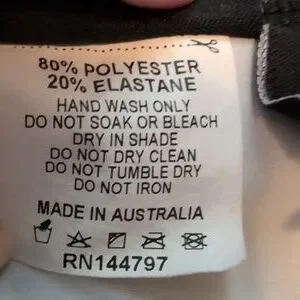 80% POLYESTER
20% ELASTANE
HAND WASH ONLY
DO NOT SOAK OR BLEACH
DRY IN SHADE
DO NOT DRY CLEAN
DO NOT TUMBLE DRY
DO NOT IRON
MADE IN AUSTRALIA
RN144797